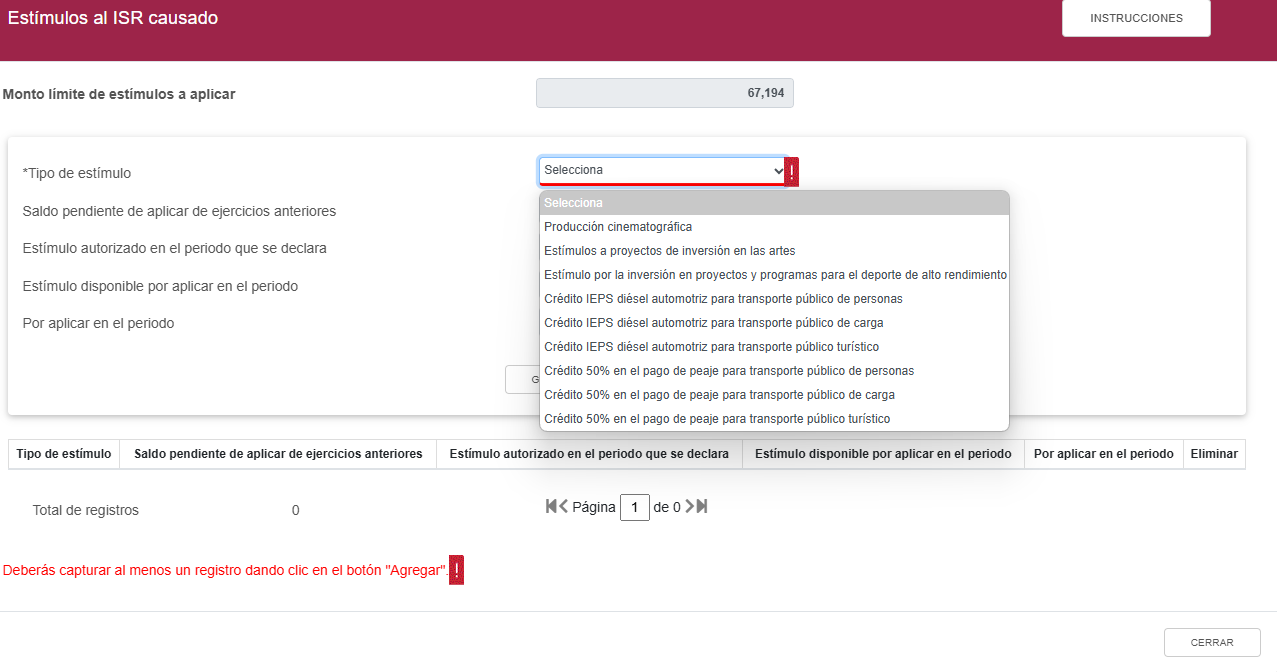 Estímulos al ISR causado
INSTRUCCIONES
Monto límite de estímulos a aplicar
67,194
*Tipo de estímulo
Selecciona
!
Saldo pendiente de aplicar de ejercicios anteriores
Estímulo autorizado en el periodo que se declara
Estímulo disponible por aplicar en el periodo
Por aplicar en el periodo
Selecciona
Producción cinematográfica
Estímulos a proyectos de inversión en las artes
Estímulo por la inversión en proyectos y programas para el deporte de alto rendimiento
Crédito IEPS diésel automotriz para transporte público de personas
Crédito IEPS diésel automotriz para transporte público de carga
Crédito IEPS diésel automotriz para transporte público turístico
Crédito 50% en el pago de peaje para transporte público de personas
Crédito 50% en el pago de peaje para transporte público de carga
Crédito 50% en el pago de peaje para transporte público turístico
Tipo de estímulo Saldo pendiente de aplicar de ejercicios anteriores Estímulo autorizado en el periodo que se declara Estímulo disponible por aplicar en el periodo Por aplicar en el periodo Eliminar
Total de registros 0 Página 1 de 0
Deberás capturar al menos un registro dando clic en el botón "Agregar". !
CERRAR